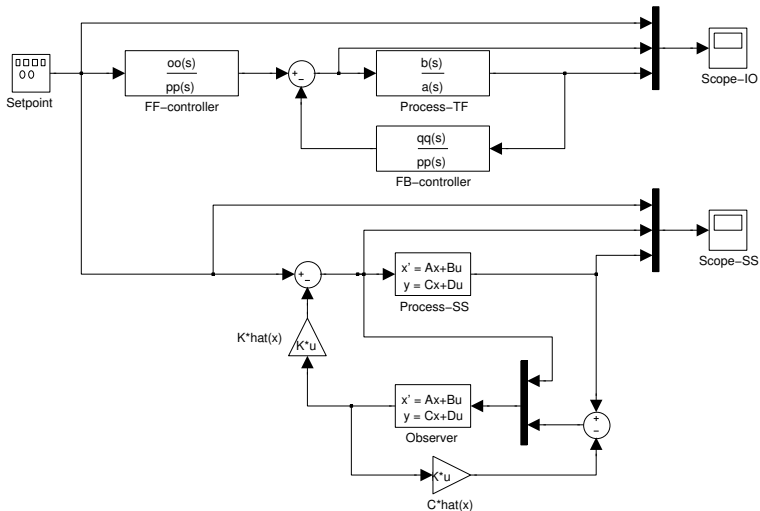 oo(s)
pp(s)
b(s)
a(s)
Setpoint
FF-controller
+
−
Process-TF
Scope-IO
qq(s)
pp(s)
FB-controller
Scope-SS
+
−
x' = Ax+Bu
y = Cx+Du
Process-SS
K*hat(x)
K*u
x' = Ax+Bu
y = Cx+Du
Observer
+
−
K*u
C*hat(x)